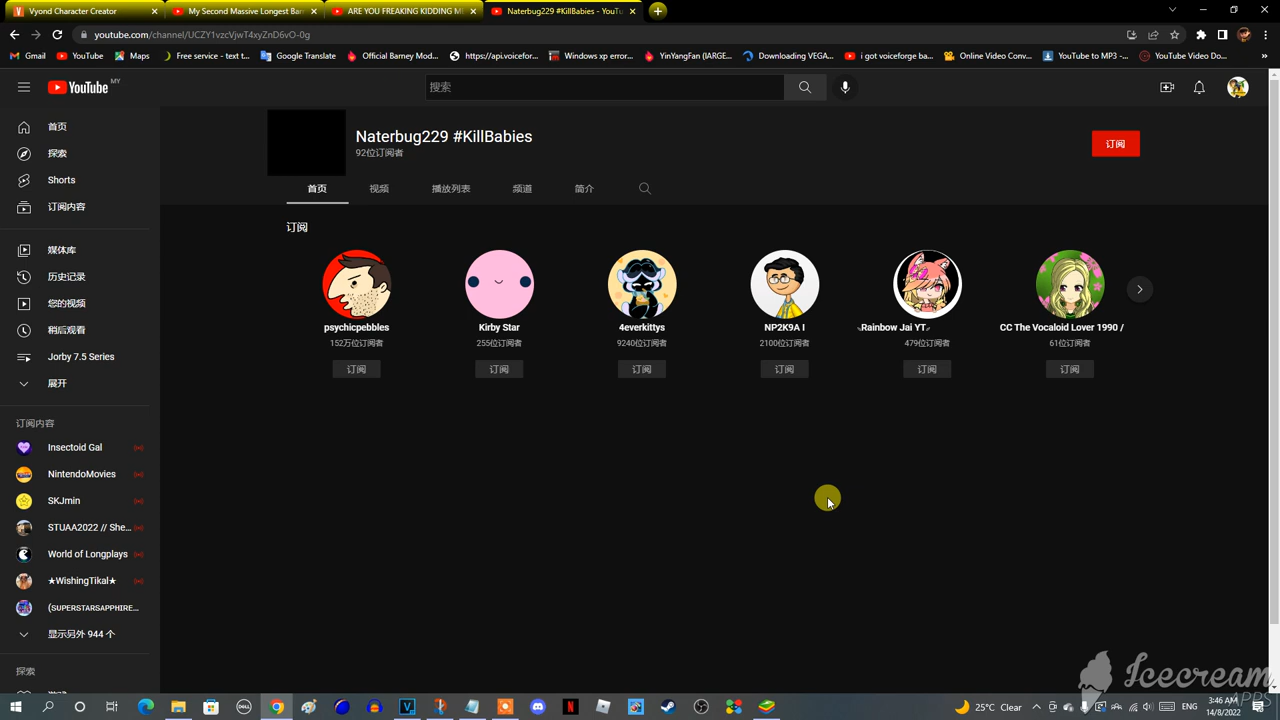 Vyond Character Creator
My Second Massive Longest Bar
ARE YOU FREAKING KIDDING M
Naterbug229 #KillBabies - YouTu
youtube.com/channel/UCZY1vzcVjwT4xyZnD6vO-0g
Gmail
YouTube
Maps
Free service - text t...
Google Translate
Official Barney Mod...
https://api.voicefor...
Windows xp error...
YinYangFan (lARGE...
Downloading VEGA...
i got voiceforge ba...
Online Video Conv...
YouTube to MP3 -...
YouTube Video Do...
YouTube MY
搜索
首页
探索
Shorts
订阅内容
媒体库
历史记录
您的视频
稍后观看
Jorby 7.5 Series
展开
订阅内容
Insectoid Gal
NintendoMovies
SKJmin
STUAA2022 // She...
World of Longplays
★WishingTikal★
(SUPERSTARSAPPHIRE...
显示另外 944 个
探索
Naterbug229 #KillBabies
92位订阅者
订阅
首页
视频
播放列表
频道
简介
订阅
psychicpebbles
152万位订阅者
订阅
Kirby Star
255位订阅者
订阅
4everkittys
9240位订阅者
订阅
NP2K9A I
2100位订阅者
订阅
Rainbow Jai YT
479位订阅者
订阅
CC The Vocaloid Lover 1990 /
61位订阅者
订阅
Icecream
APPS
DELL
25°C Clear
3:46 AM
14/8/2022